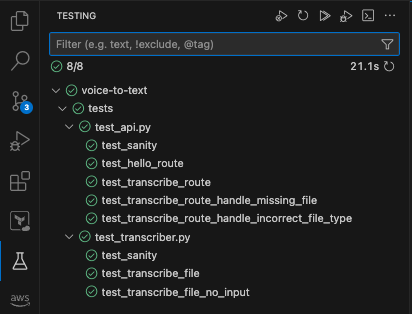 TESTING
Filter (e.g. text, !exclude, @tag)
8/8 21.1s
voice-to-text
tests
test_api.py
test_sanity
test_hello_route
3
test_transcribe_route
test_transcribe_route_handle_missing_file
test_transcribe_route_handle_incorrect_file_type
test_transcriber.py
test_sanity
test_transcribe_file
test_transcribe_file_no_input
aws